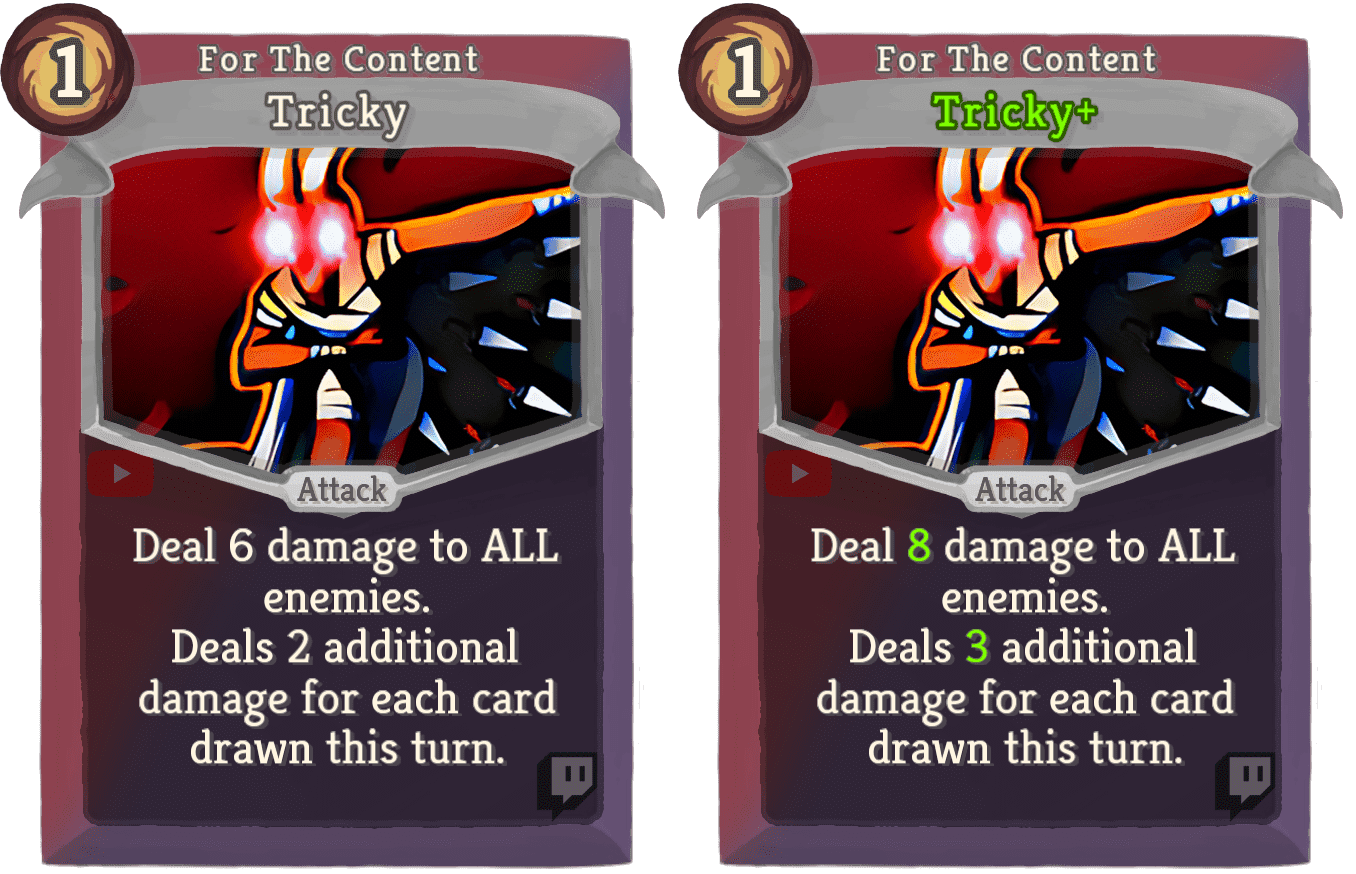 1
For The Content
Tricky
Attack
Deal 6 damage to ALL
enemies.
Deals 2 additional
damage for each card
drawn this turn.
1
For The Content
Tricky+
Attack
Deal 8 damage to ALL
enemies.
Deals 3 additional
damage for each card
drawn this turn.